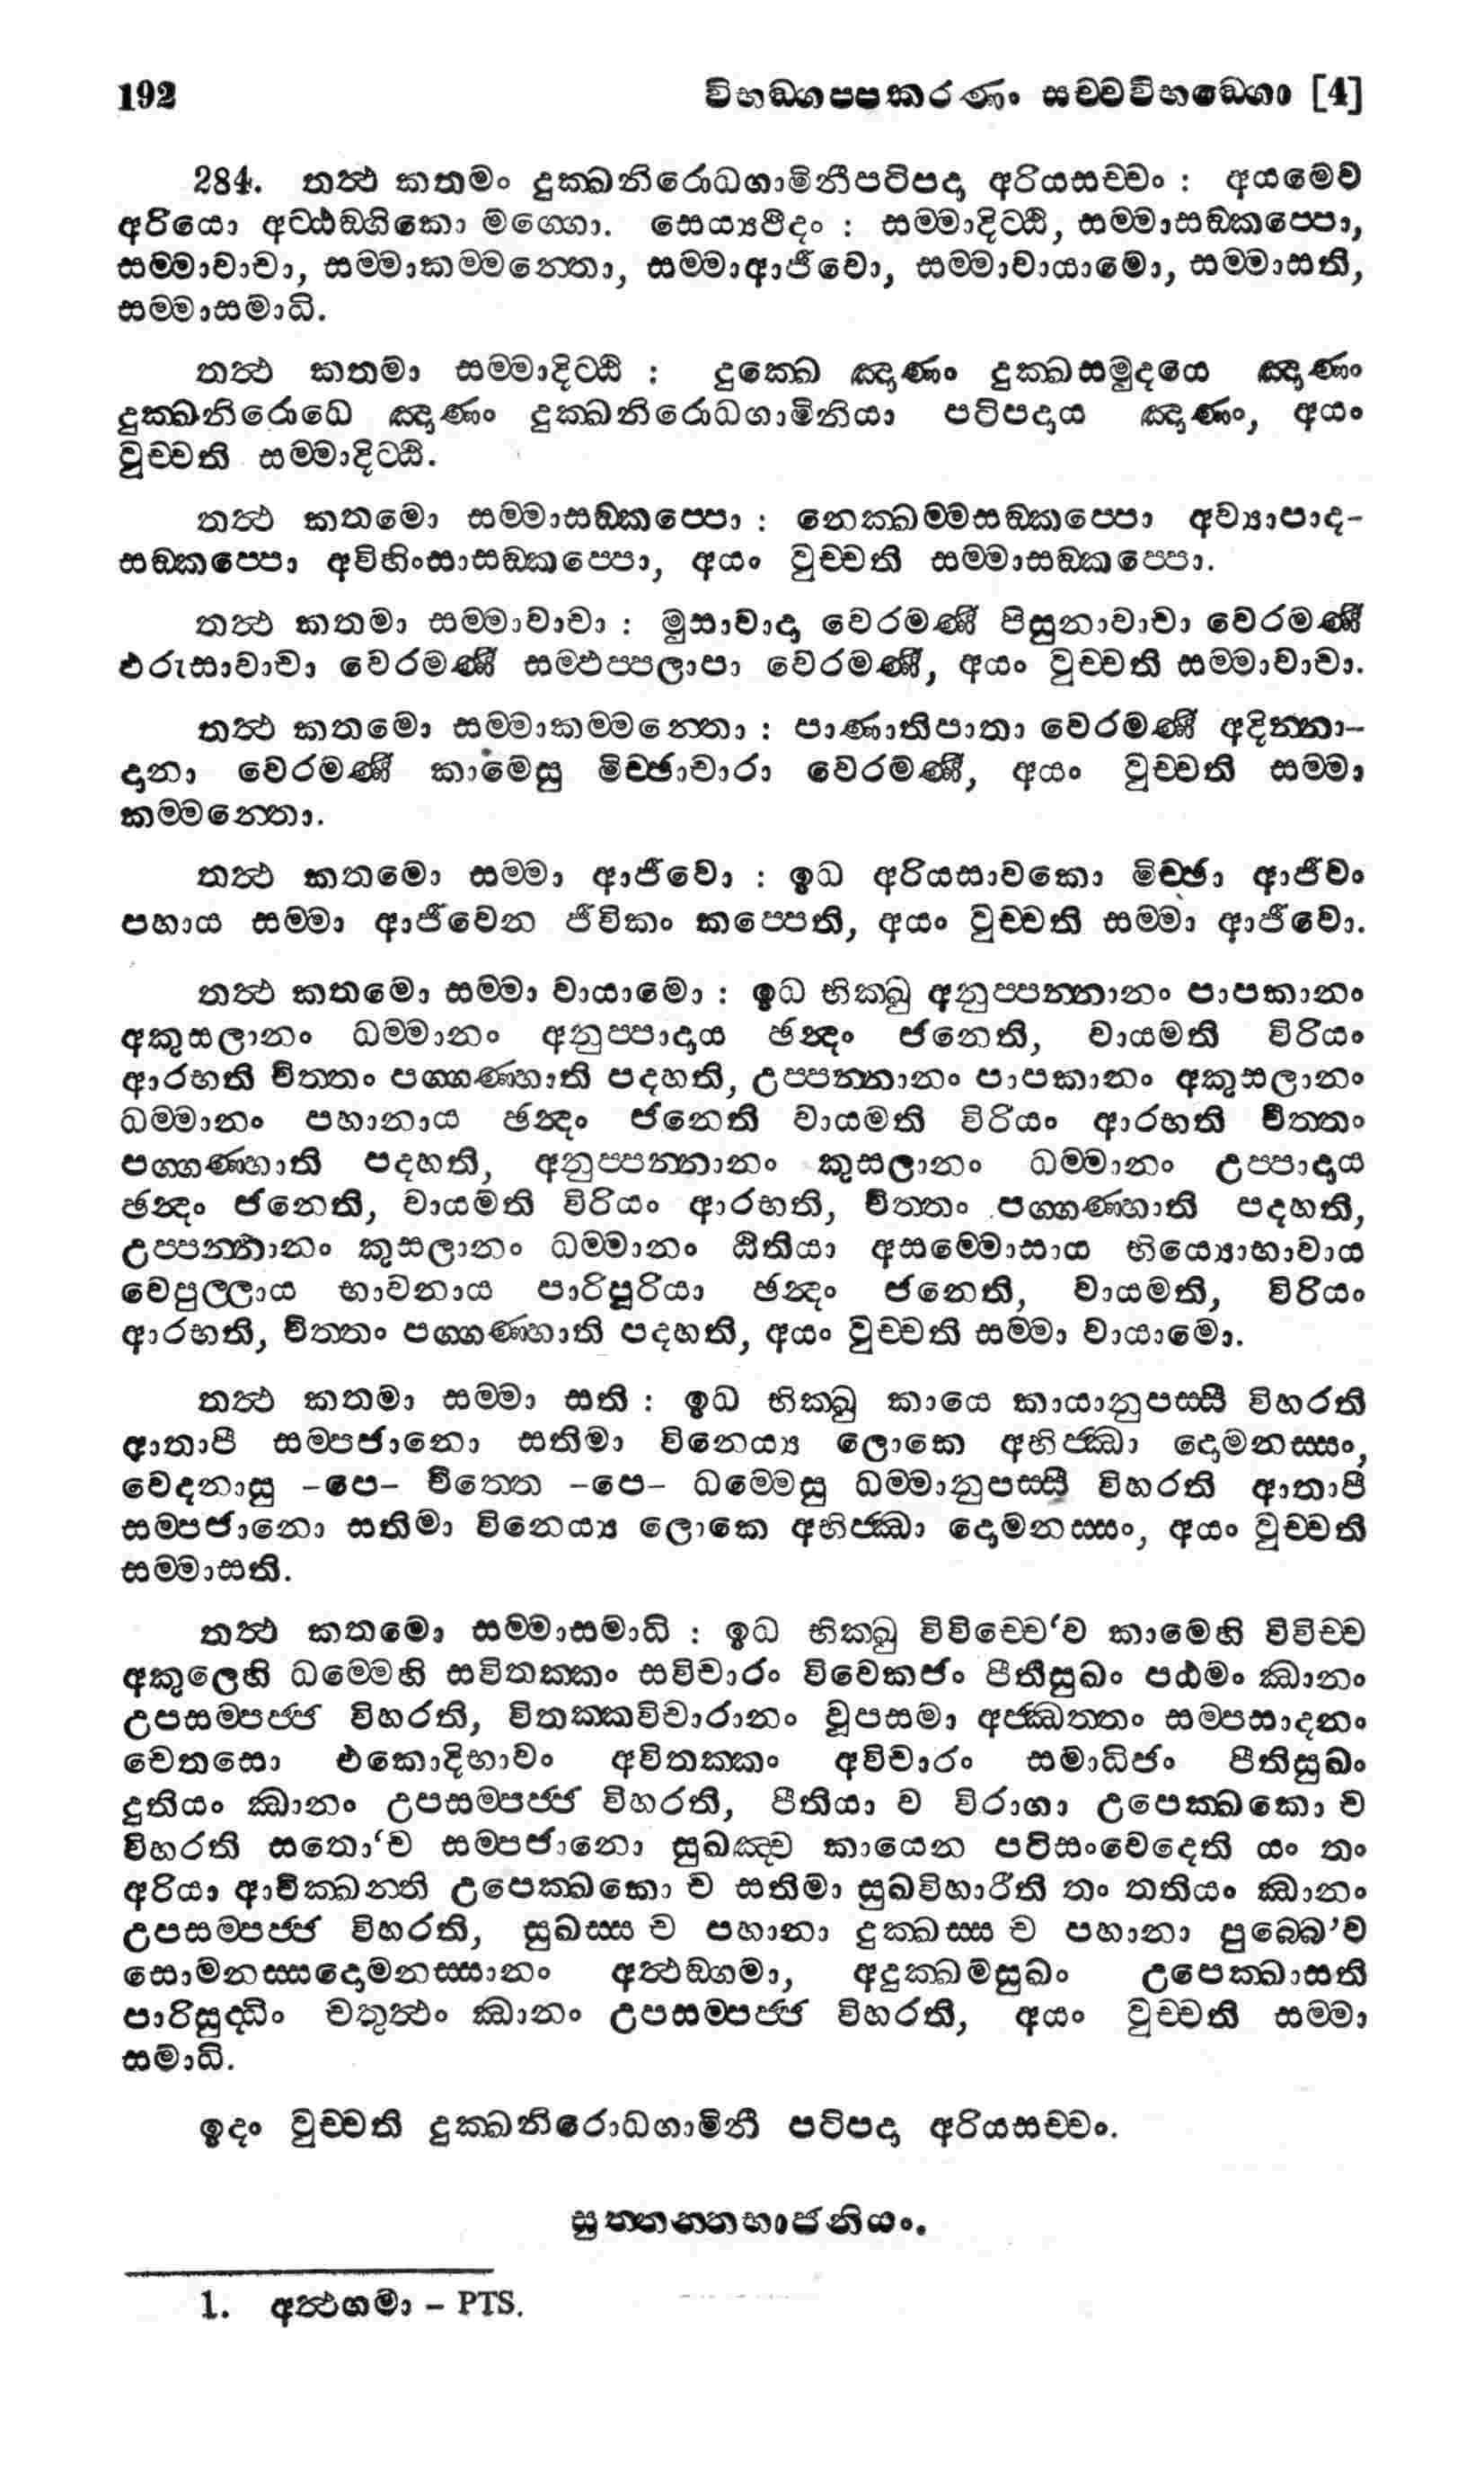 192 විභඞ්ගපපකරණං සච්චවිභඞ්ගො [4]
284. තත්‍ථ කතමං දුක්ඛනිරොධගාමිනීපටිපදා අරියසච්චං : අයමෙව
අරියො අට්ඨඞ්ගිකො මග්ගො. සෙය්‍යථීදං : සම්මාදිට්ඨි, සම්මාසඞ්කප්පො,
සම්මාවාචා, සම්මාකම්මන්තො, සම්මාආජීවො, සම්මාවායාමො, සම්මාසති,
සම්මාසමාධි.
තත්‍ථ කතමා සම්මාදිට්ඨි : දුක්ඛෙ ඤාණං දුක්ඛසමුදයෙ ඤාණං
දුක්ඛනිරොධෙ ඤාණං දුක්ඛනිරොධගාමිනියා පටිපදාය ඤාණං, අයං
වුච්චති සම්මාදිට්ඨි.
තත්‍ථ කතමො සම්මාසඞ්කප්පො : නෙක්ඛම්මසඞ්කප්පො අව්‍යාපාද-
සඞ්කප්පො අවිහිංසාසඞ්කප්පො, අයං වුච්චති සම්මාසඞ්කප්පො.
තත්‍ථ කතමා සම්මාවාචා : මුසාවාදා වෙරමණී පිසුනාවාචා වෙරමණී
ඵරුසාවාචා වෙරමණී සම්ඵප්පලාපා වෙරමණී, අයං වුච්චති සම්මාවාචා.
තත්‍ථ කතමො සම්මාකම්මන්තො : පාණාතිපාතා වෙරමණී අදින්නා-
දානා වෙරමණී කාමෙසු මිච්ඡාචාරා වෙරමණී, අයං වුච්චති සම්මා
කම්මන්තො.
තත්‍ථ කතමො සම්මා ආජීවො : ඉධ අරියසාවකො මිච්ඡා ආජීවං
පහාය සම්මා ආජීවෙන ජීවිකං කප්පෙති, අයං වුච්චති සම්මා ආජීවො.
තත්‍ථ කතමො සම්මා වායාමො : ඉධ භික්ඛු අනුප්පන්නානං පාපකානං
අකුසලානං ධම්මානං අනුප්පාදාය ඡන්‍දං ජනෙති, වායමති විරියං
ආරභති චිත්තං පග්ගණ්හාති පදහති, උප්පන්නානං පාපකානං අකුසලානං
ධම්මානං පහානාය ඡන්‍දං ජනෙති වායමති විරියං ආරභති චිත්තං
පග්ගණ්හාති පදහති, අනුප්පන්නානං කුසලානං ධම්මානං උප්පාදාය
ඡන්‍දං ජනෙති, වායමති විරියං ආරභති, චිත්තං පග්ගණ්හාති පදහති,
උප්පන්නානං කුසලානං ධම්මානං ඨිතියා අසම්මොසාය භිය්‍යොභාවාය
වෙපුල්ලාය භාවනාය පාරිපූරියා ඡන්‍දං ජනෙති, වායමති, විරියං
ආරභති, චිත්තං පග්ගණ්හාති පදහති, අයං වුච්චති සම්මා වායාමො.
තත්‍ථ කතමා සම්මා සති : ඉධ භික්ඛු කායෙ කායානුපස්සී විහරති
ආතාපී සම්පජානො සතිමා විනෙය්‍ය ලොකෙ අභිජ්ඣා දොමනස්සං,
වෙදනාසු -පෙ- චිත්තෙ -පෙ- ධම්මෙසු ධම්මානුපස්සී විහරති ආතාපී
සම්පජානො සතිමා විනෙය්‍ය ලොකෙ අභිජ්ඣා දොමනස්සං, අයං වුච්චති
සම්මාසති.
තත්‍ථ කතමො සම්මාසමාධි : ඉධ භික්ඛු විවිච්චෙ‘ව කාමෙහි විවිච්ච
අකුලෙහි ධම්මෙහි සවිතක්කං සවිචාරං විවෙකජං පීතීසුඛං පඨමං ඣානං
උපසම්පජ්ජ විහරති, විතක්කවිචාරානං වූපසමා අජ්ඣත්තං සම්පසාදනං
චෙතසො එකොදිභාවං අවිතක්කං අවිචාරං සමාධිජං පීතිසුඛං
දුතියං ඣානං උපසම්පජ්ජ විහරති, පීතියා ච විරාගා උපෙක්ඛකො ච
විහරති සතො‘ච සම්පජානො සුඛඤ්ච කායෙන පටිසංවෙදෙති යං තං
අරියා ආචික්ඛන්ති උපෙක්ඛකො ච සතිමා සුඛවිහාරීති තං තතියං ඣානං
උපසම්පජ්ජ විහරති, සුඛස්ස ච පහානා දුක්ඛස්ස ච පහානා පුබ්බෙ’ව
සොමනස්සදොමනස්සානං අත්‍ථඞ්ගමා, අදුක්ඛමසුඛං උපෙක්ඛාසති
පාරිසුද්ධිං චතුත්‍ථං ඣානං උපසම්පජ්ජ විහරති, අයං වුච්චති සම්මා
සමාධි.
ඉදං වුච්චති දුක්ඛනිරොධගාමිනී පටිපදා අරියසච්චං.
සුත්තන්තභාජනියං.
1. අත්‍ථගමා – PTS.